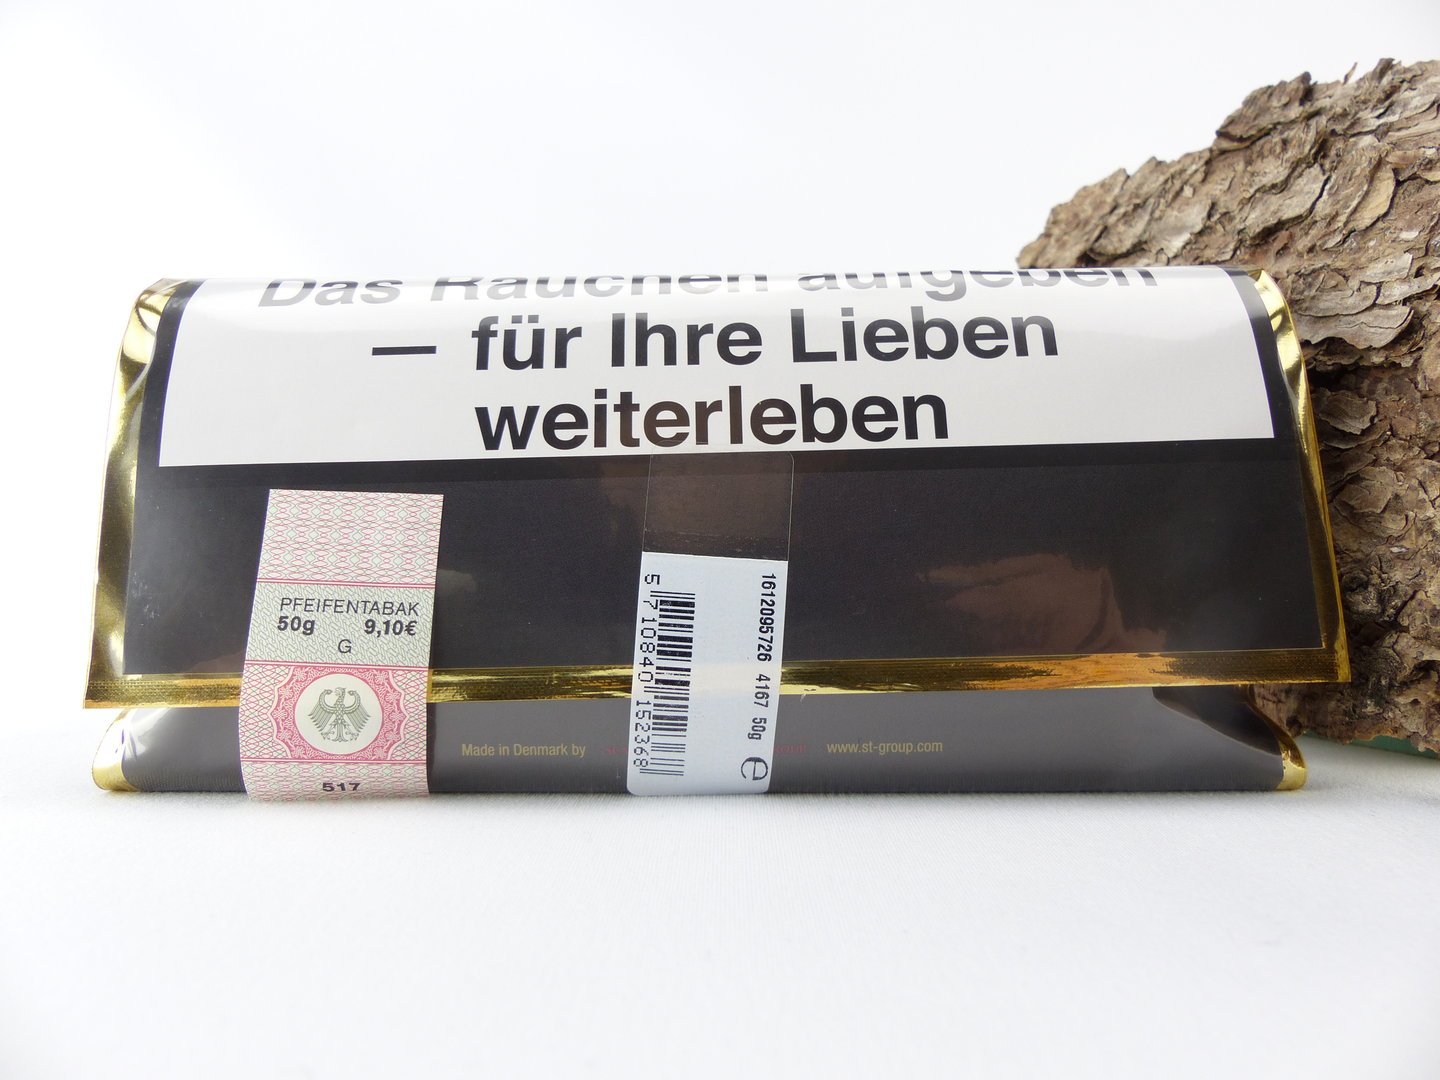 Das Rauchen aufgeben
— für Ihre Lieben
weiterleben
PFEIFENTABAK
50g 9,10€
G
517
5 710840 152368
1612095726 4167 50g e
Made in Denmark by
www.st-group.com